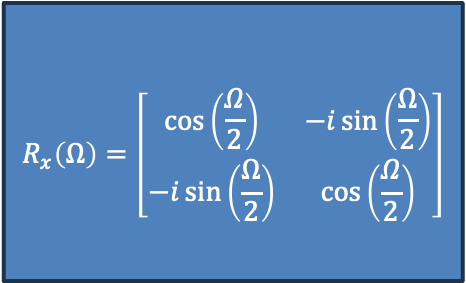 R_x(Ω) = [ cos(Ω/2) −i sin(Ω/2)
−i sin(Ω/2) cos(Ω/2) ]